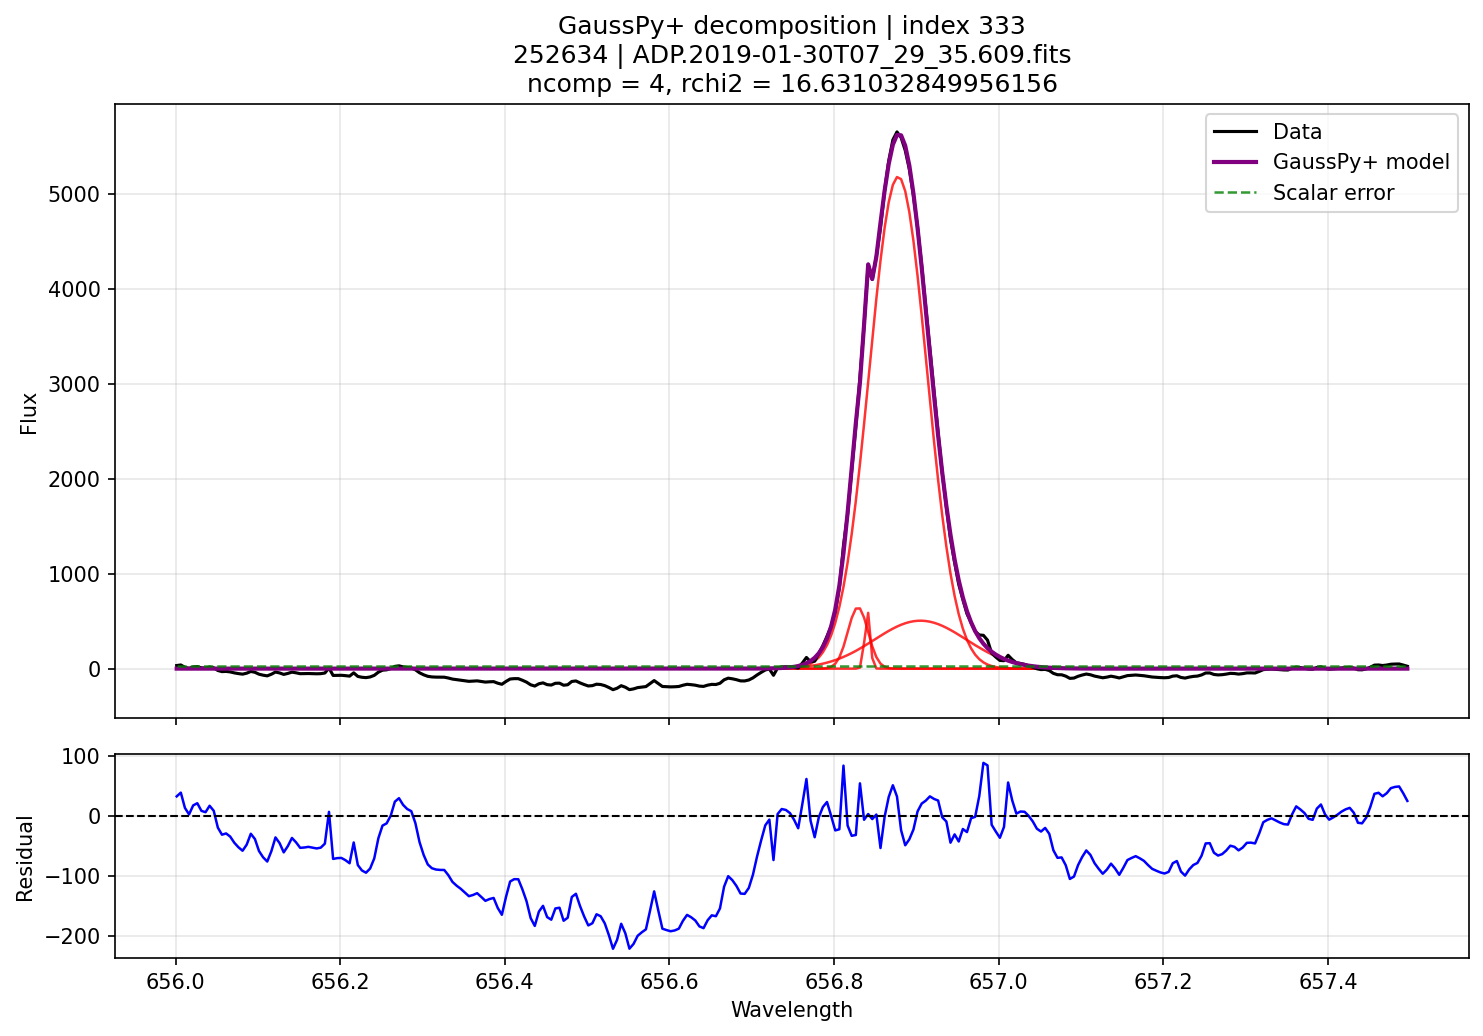 GaussPy+ decomposition | index 333
252634 | ADP.2019-01-30T07_29_35.609.fits
ncomp = 4, rchi2 = 16.631032849956156
Data
GaussPy+ model
Scalar error
Flux
5000
4000
3000
2000
1000
0
Residual
100
0
−100
−200
656.0
656.2
656.4
656.6
656.8
657.0
657.2
657.4
Wavelength